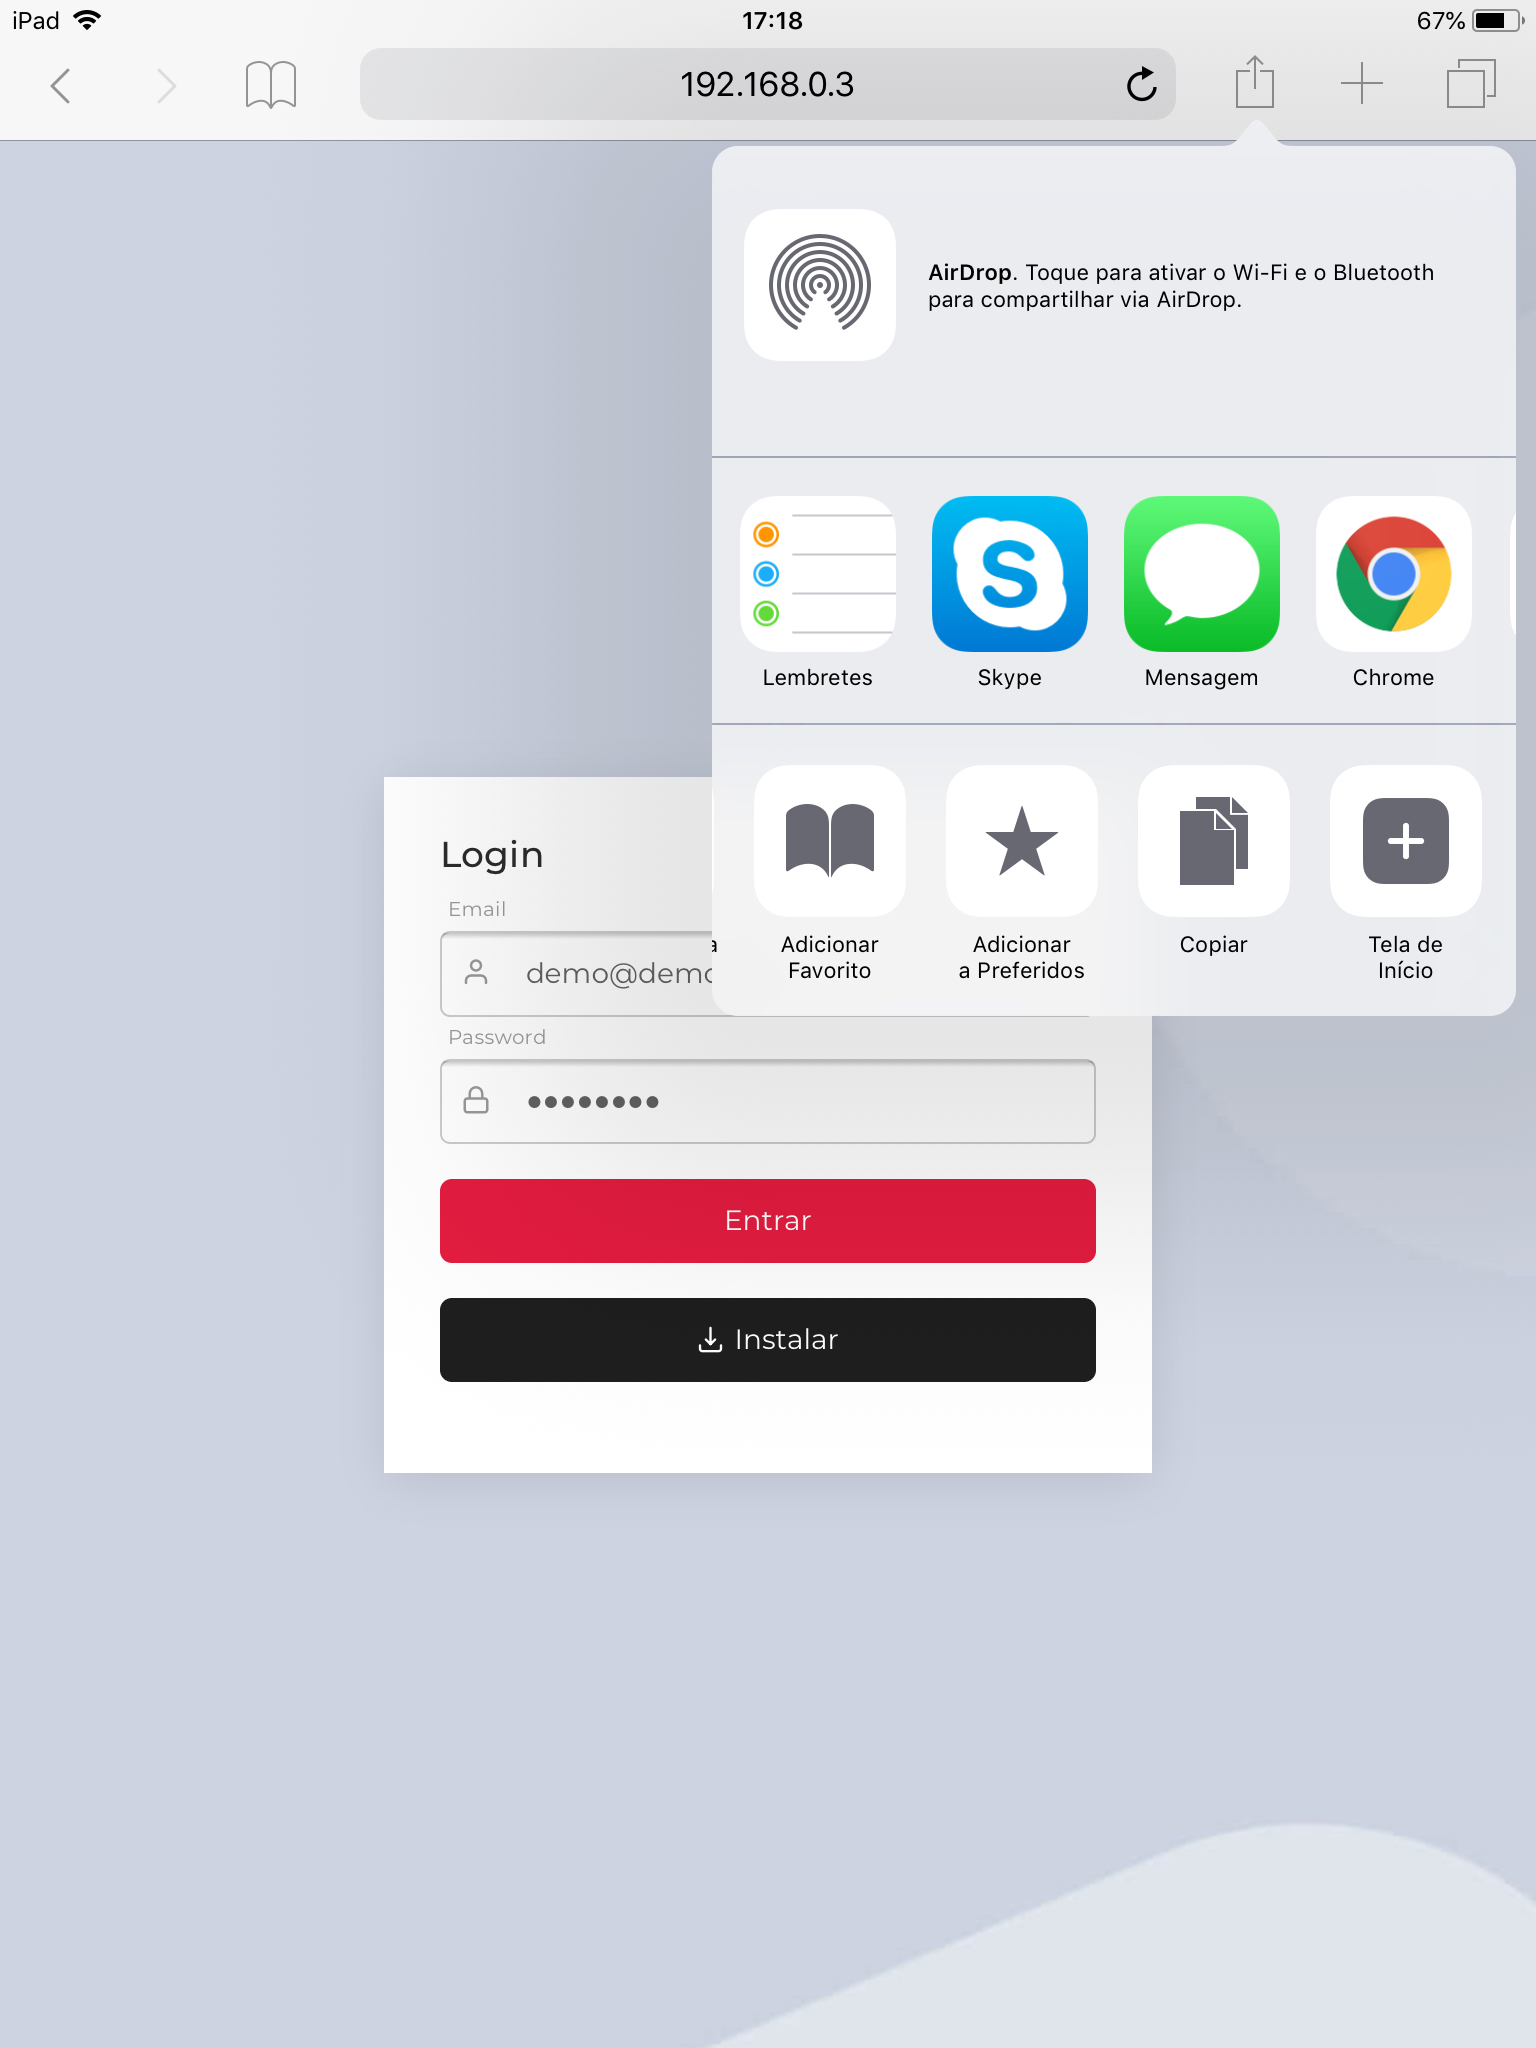 iPad
17:18
67%
192.168.0.3
AirDrop. Toque para ativar o Wi-Fi e o Bluetooth
para compartilhar via AirDrop.
Lembretes
Skype
Mensagem
Chrome
Adicionar
Favorito
Adicionar
a Preferidos
Copiar
Tela de
Início
Login
Email
demo@demo
Password
Entrar
Instalar